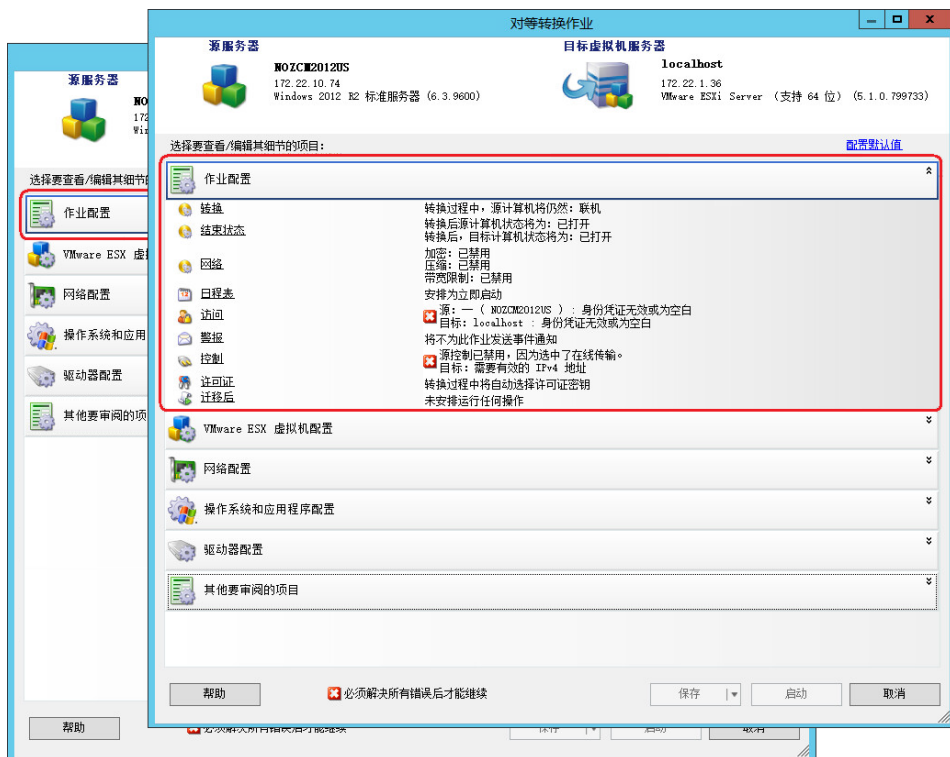 对等转换作业
源服务器
NOZCM2012US
172.22.10.74
Windows 2012 R2 标准服务器 (6.3.9600)
目标虚拟机服务器
localhost
172.22.1.36
VMware ESXi Server (支持 64 位) (5.1.0.799733)
选择要查看/编辑其细节的项目:
配置默认值
作业配置
转换 转换过程中，源计算机将仍然: 联机
结束状态 转换后源计算机状态将为: 已打开
转换后，目标计算机状态将为: 已打开
网络 加密: 已禁用
压缩: 已禁用
带宽限制: 已禁用
日程表 安排为立即启动
访问 源: 一 ( NOZCM2012US ) : 身份凭证无效或为空白
目标: localhost : 身份凭证无效或为空白
警报 将不为此作业发送事件通知
控制 源控制已禁用，因为选中了在线传输。
目标: 需要有效的 IPv4 地址
许可证 转换过程中将自动选择许可证密钥
迁移后 未安排运行任何操作
VMware ESX 虚拟机配置
网络配置
操作系统和应用程序配置
驱动器配置
其他要审阅的项目
帮助 必须解决所有错误后才能继续 保存 启动 取消
源服务器
NO
172
Win
选择要查看/编辑其细节
作业配置
VMware ESX 虚
网络配置
操作系统和应用
驱动器配置
其他要审阅的项
帮助